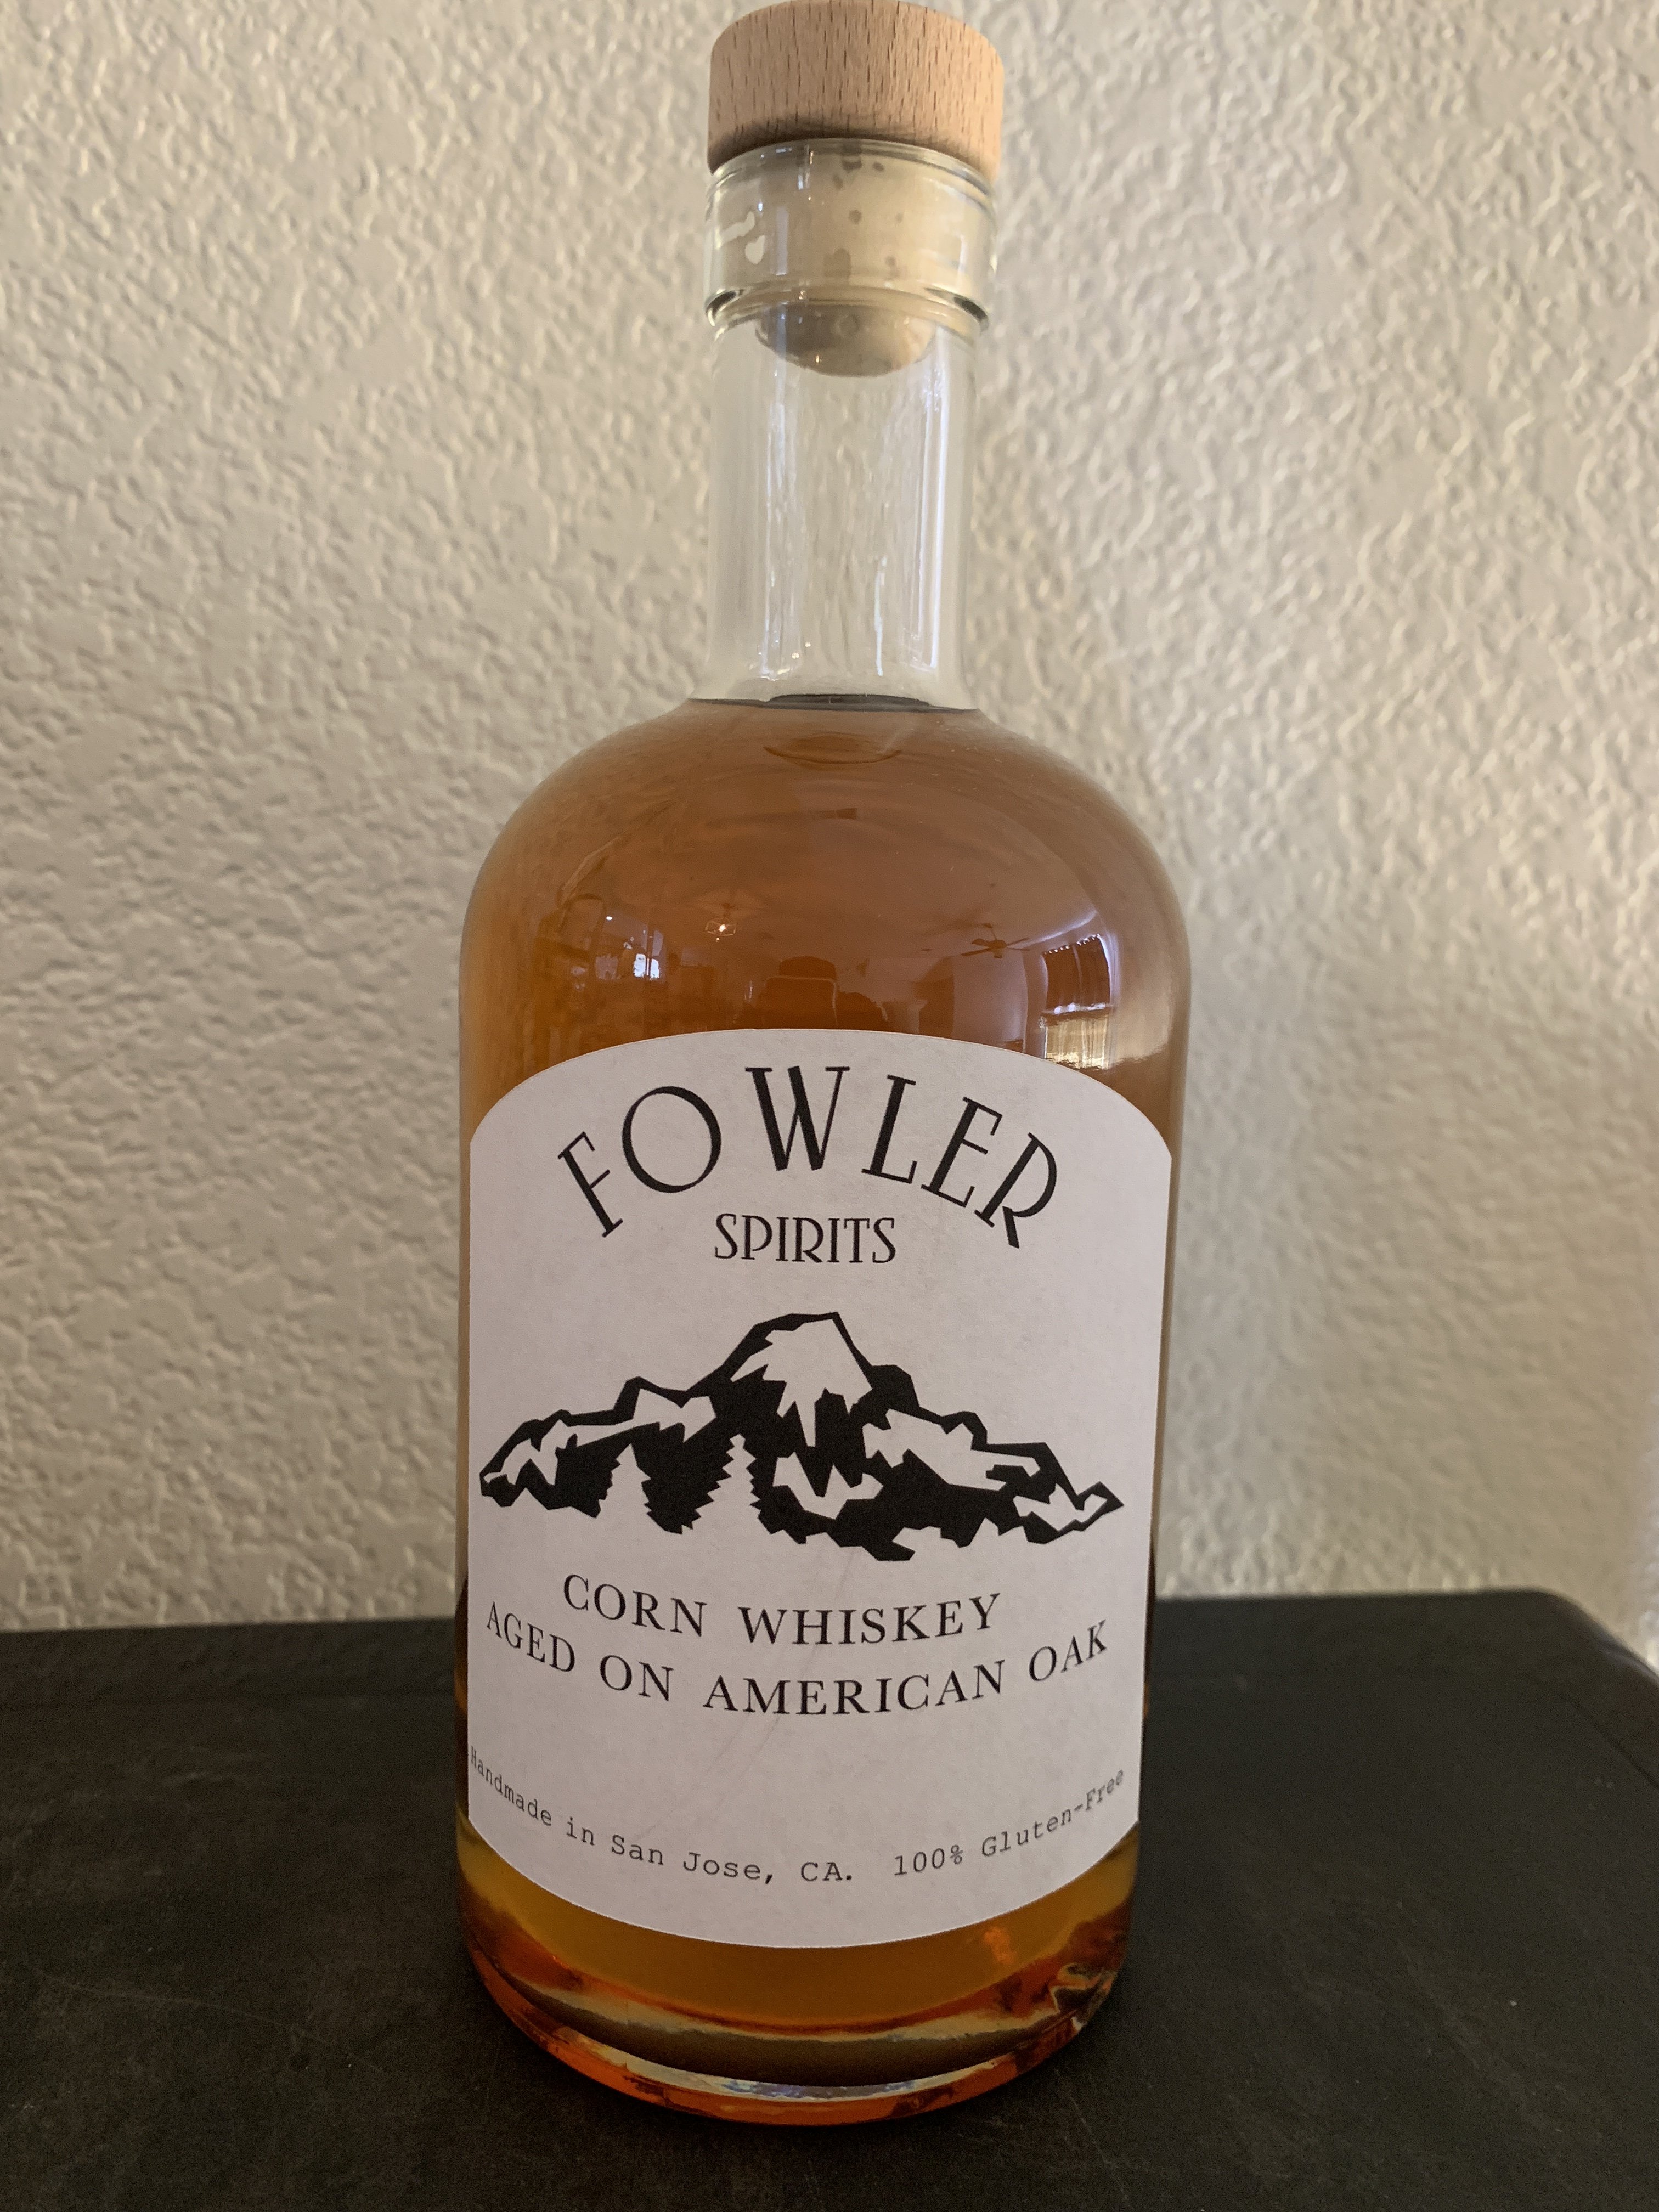 FOWLER
SPIRITS
CORN WHISKEY
AGED ON AMERICAN OAK
Handmade in San Jose, CA. 100% Gluten-Free